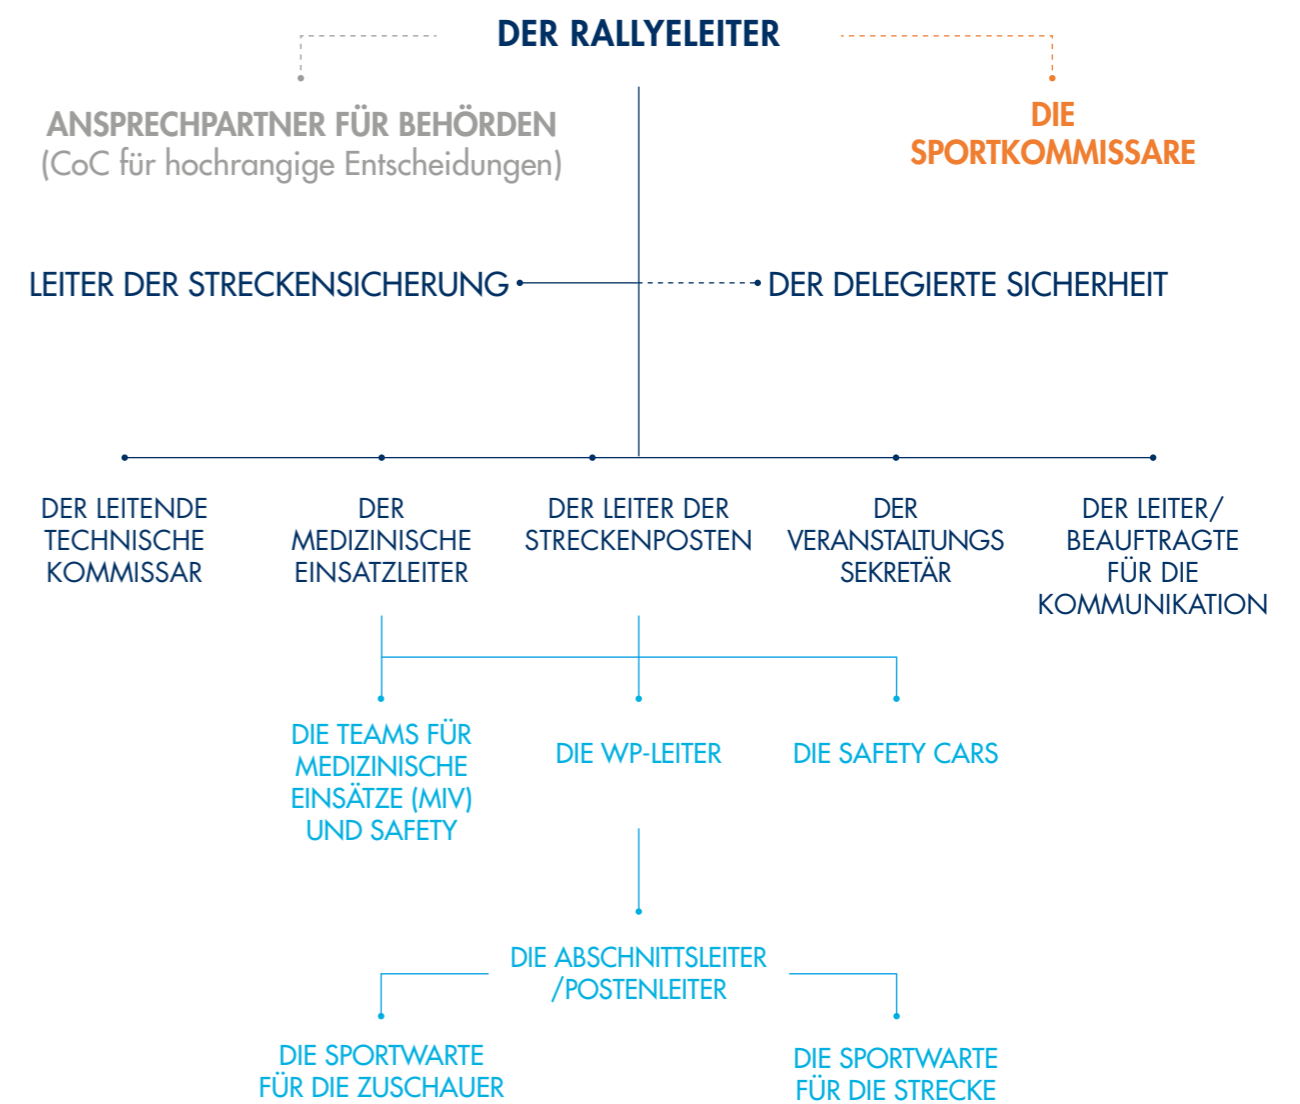 DER RALLYELEITER
ANSPRECHPARTNER FÜR BEHÖRDEN
(CoC für hochrangige Entscheidungen)
DIE
SPORTKOMMISSARE
LEITER DER STRECKENSICHERUNG
DER DELEGIERTE SICHERHEIT
DER LEITENDE
TECHNISCHE
KOMMISSAR
DER
MEDIZINISCHE
EINSATZLEITER
DER LEITER DER
STRECKENPOSTEN
DER
VERANSTALTUNGS
SEKRETÄR
DER LEITER/
BEAUFTRAGTE
FÜR DIE
KOMMUNIKATION
DIE TEAMS FÜR
MEDIZINISCHE
EINSÄTZE (MIV)
UND SAFETY
DIE WP-LEITER
DIE SAFETY CARS
DIE ABSCHNITTSLEITER
/POSTENLEITER
DIE SPORTWARTE
FÜR DIE ZUSCHAUER
DIE SPORTWARTE
FÜR DIE STRECKE